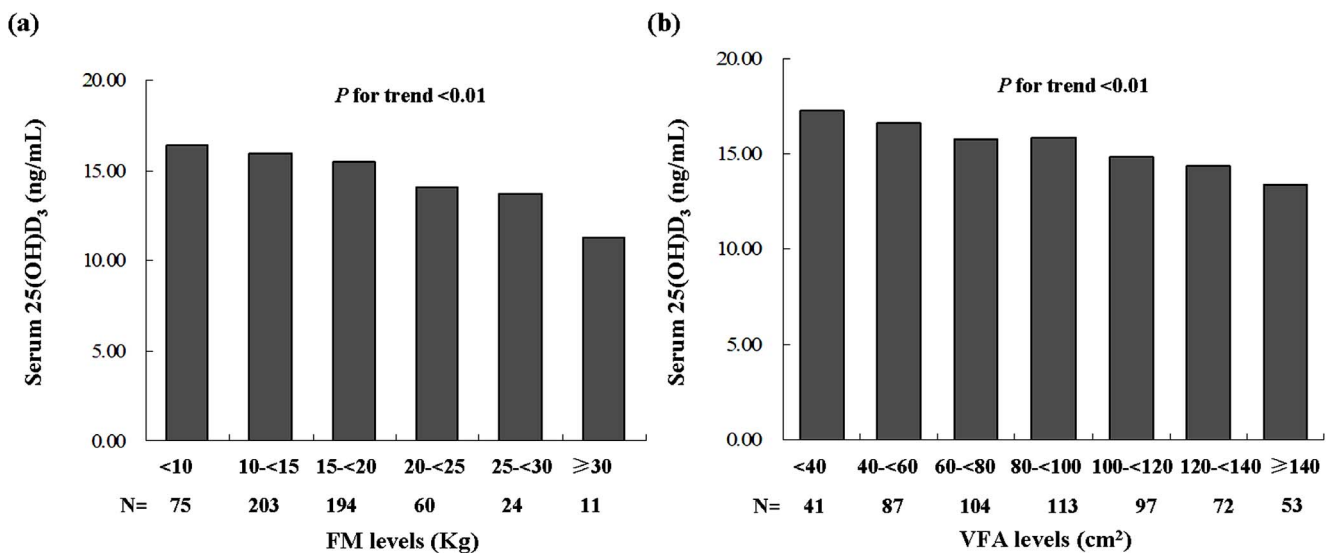 (a)
P for trend <0.01
Serum 25(OH)D₃ (ng/mL)
20.00
15.00
10.00
5.00
0.00
<10 10-<15 15-<20 20-<25 25-<30 ≥30
N= 75 203 194 60 24 11
FM levels (Kg)
(b)
P for trend <0.01
Serum 25(OH)D₃ (ng/mL)
20.00
15.00
10.00
5.00
0.00
<40 40-<60 60-<80 80-<100 100-<120 120-<140 ≥140
N= 41 87 104 113 97 72 53
VFA levels (cm²)